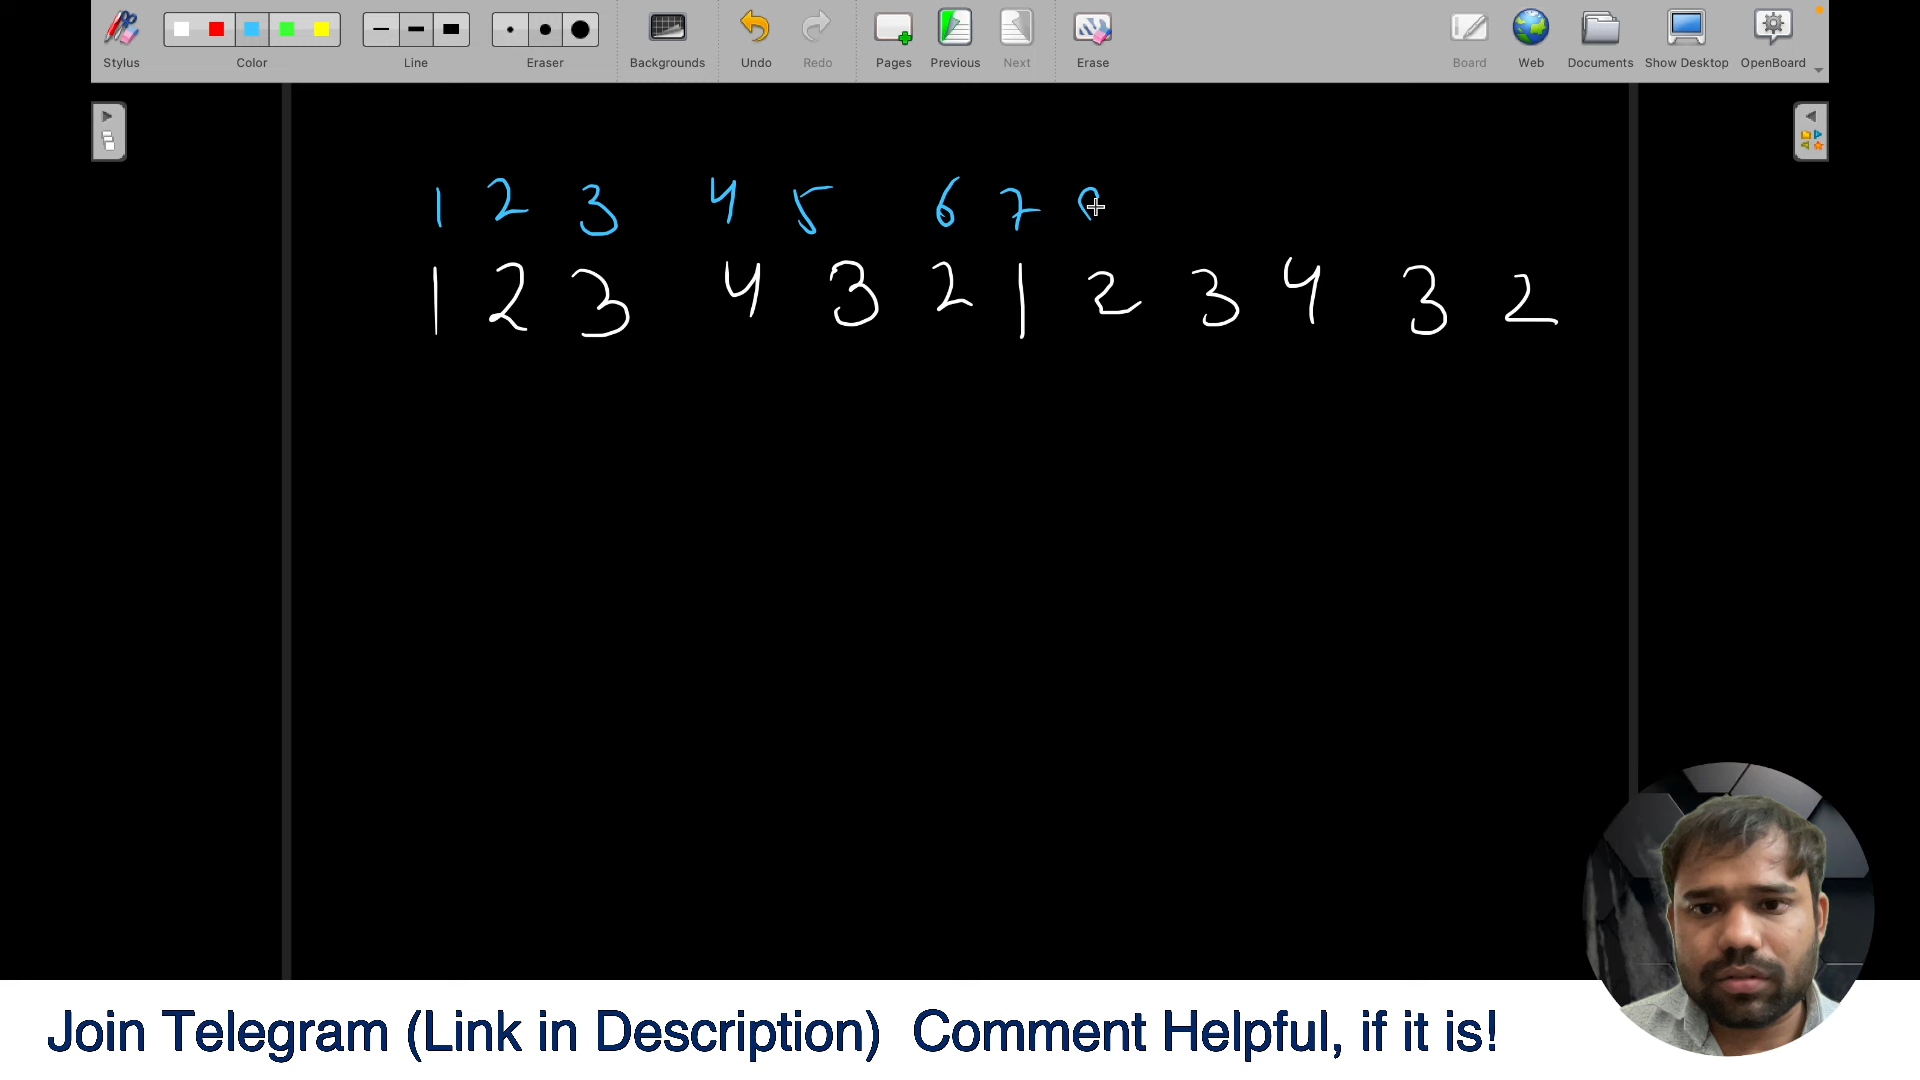 Stylus Color Line Eraser Backgrounds Undo Redo Pages Previous Next Erase Board Web Documents Show Desktop OpenBoard
1 2 3 4 5 6 7
1 2 3 4 3 2 1 2 3 4 3 2
Join Telegram (Link in Description) Comment Helpful, if it is!